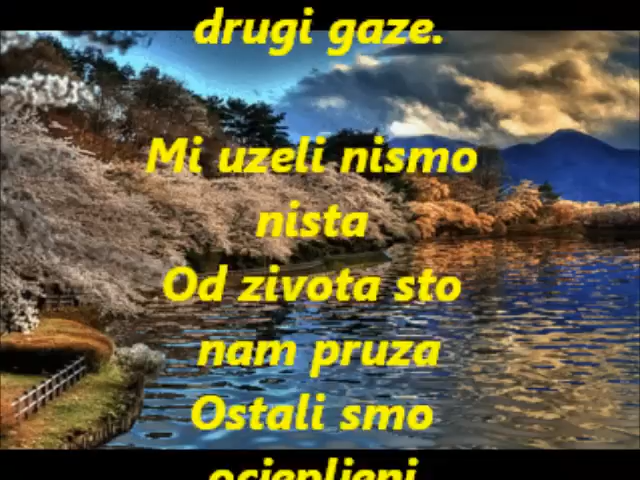 drugi gaze.
Mi uzeli nismo
nista
Od zivota sto
nam pruza
Ostali smo